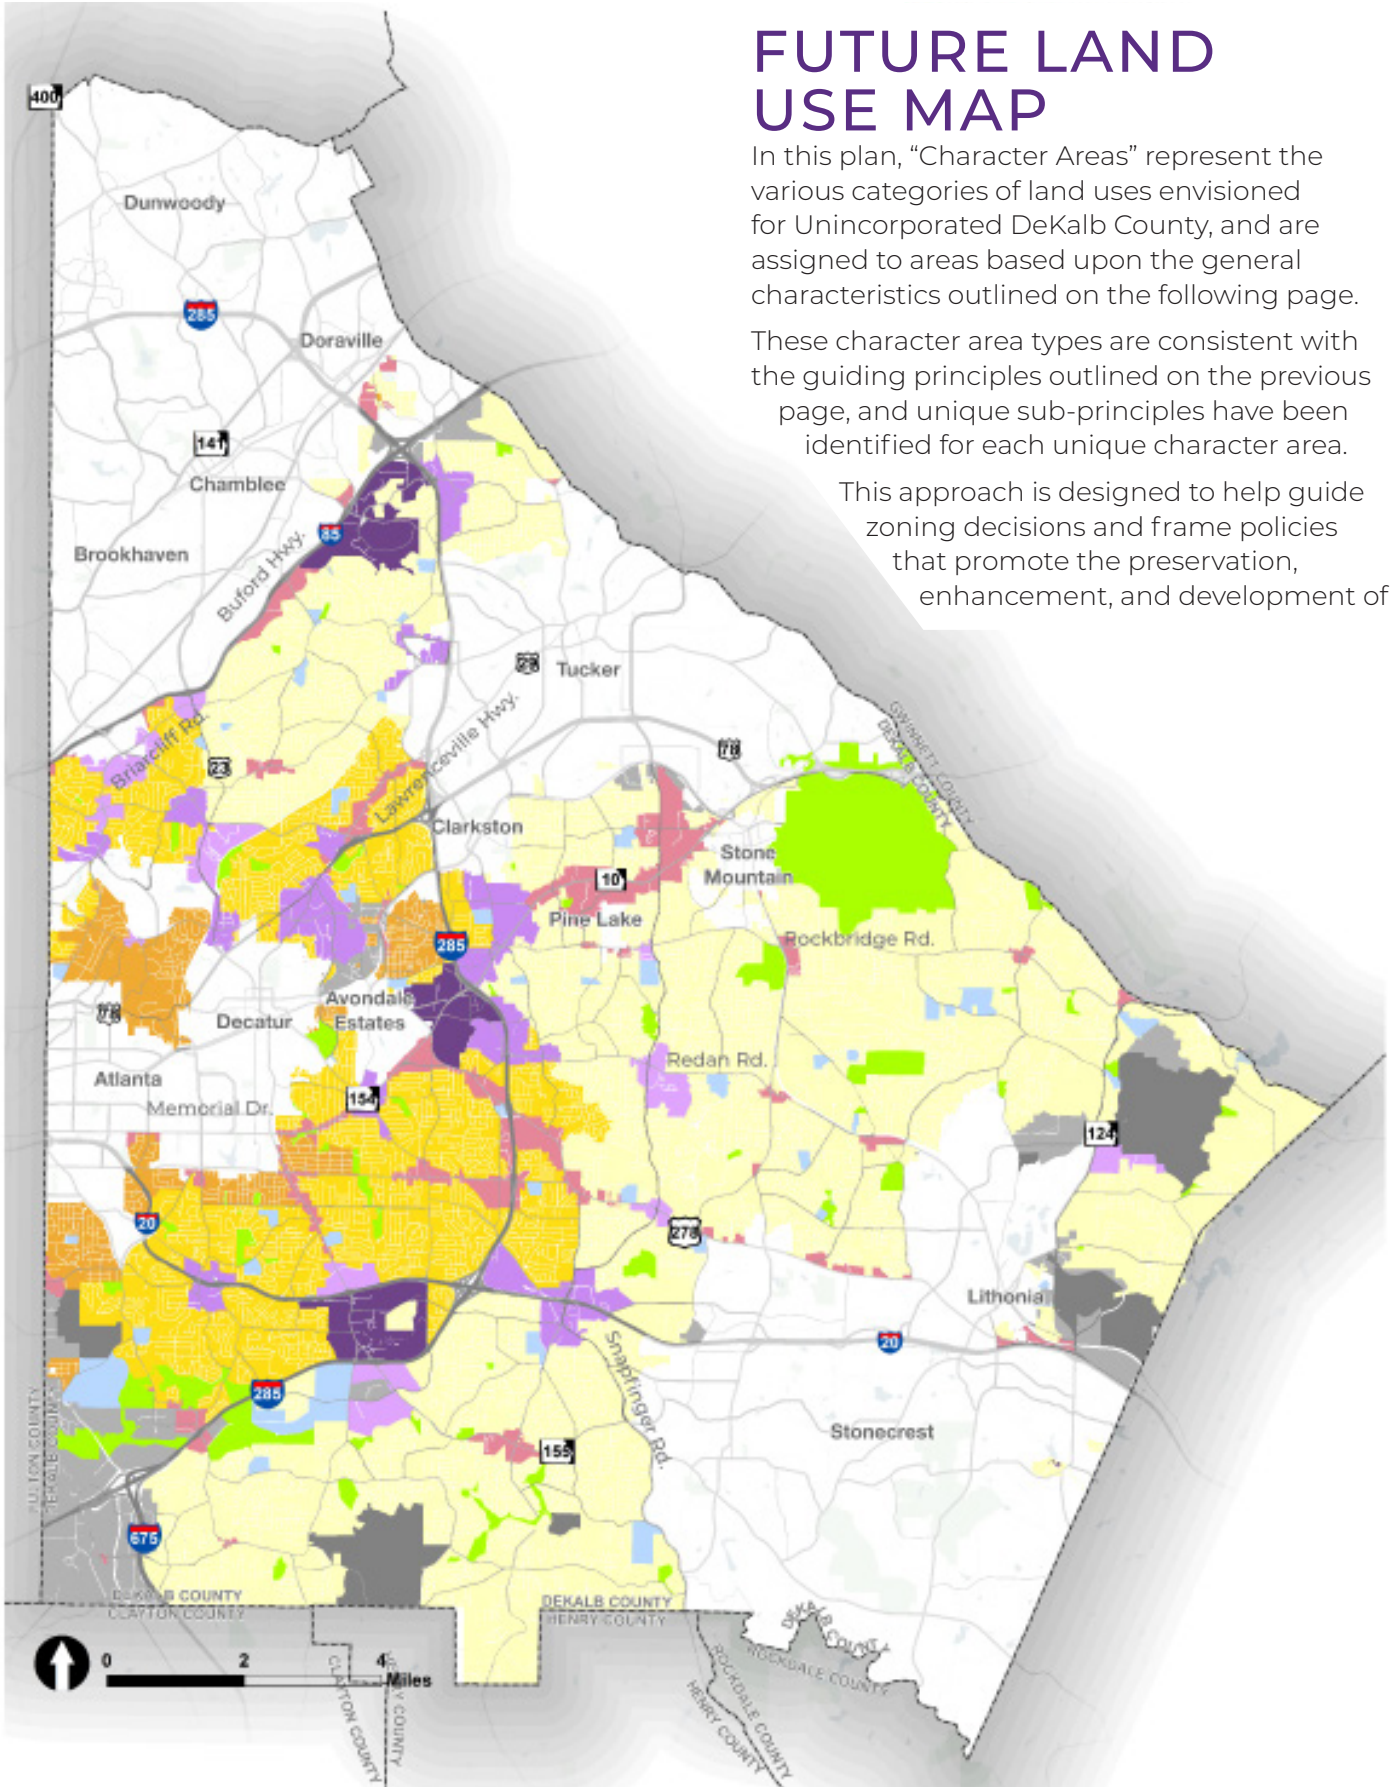 FUTURE LAND
USE MAP
In this plan, “Character Areas” represent the
various categories of land uses envisioned
for Unincorporated DeKalb County, and are
assigned to areas based upon the general
characteristics outlined on the following page.
These character area types are consistent with
the guiding principles outlined on the previous
page, and unique sub-principles have been
identified for each unique character area.
This approach is designed to help guide
zoning decisions and frame policies
that promote the preservation,
enhancement, and development of
400
Dunwoody
285
Doraville
141
Chamblee
85
Brookhaven
Buford Hwy.
29
Tucker
Lawrenceville Hwy.
Briarcliff Rd.
23
78
GWINNETT COUNTY
DEKALB COUNTY
Clarkston
Stone
Mountain
10
Pine Lake
Rockbridge Rd.
285
Avondale
Estates
78
Decatur
Redan Rd.
Atlanta
154
Memorial Dr.
124
20
278
Lithonia
20
Snapfinger Rd.
285
Stonecrest
155
FULTON COUNTY
DEKALB COUNTY
675
DEKALB COUNTY
CLAYTON COUNTY
DEKALB COUNTY
HENRY COUNTY
DEKALB COUNTY
ROCKDALE COUNTY
0 2 4
Miles
CLAYTON COUNTY
HENRY COUNTY
ROCKDALE COUNTY
HENRY COUNTY